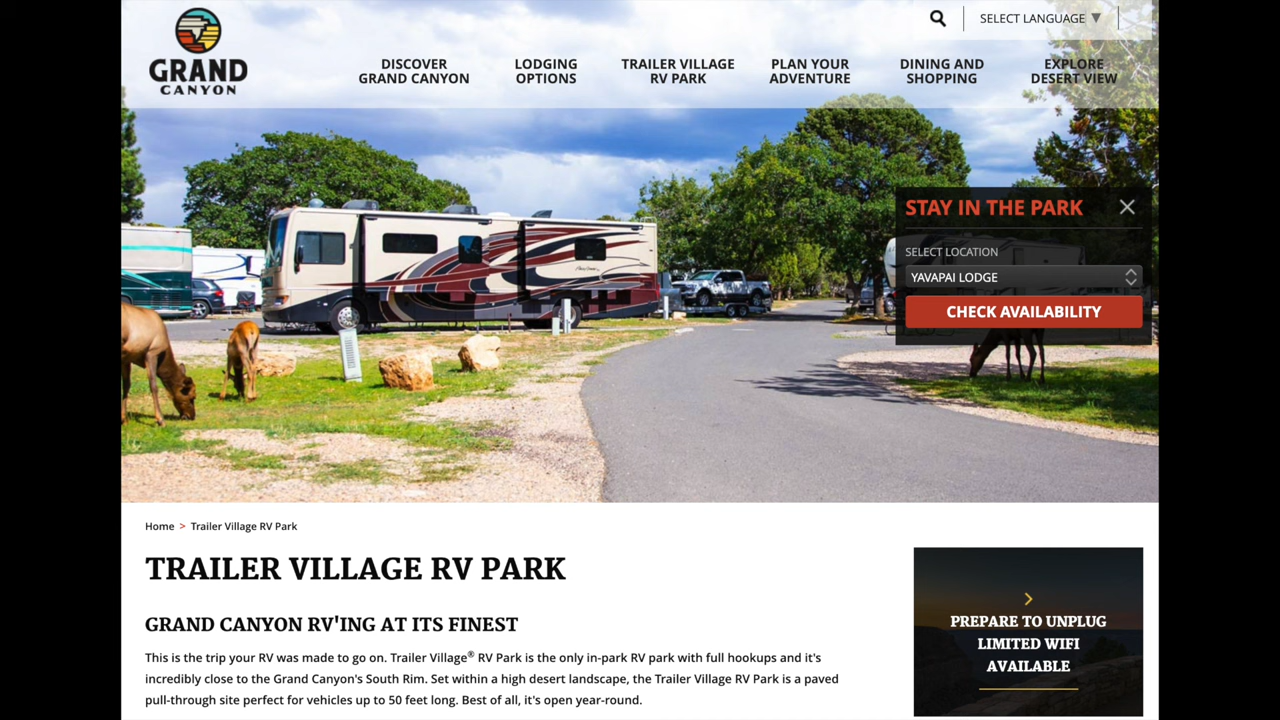 GRAND
CANYON
SELECT LANGUAGE ▼
DISCOVER
GRAND CANYON
LODGING
OPTIONS
TRAILER VILLAGE
RV PARK
PLAN YOUR
ADVENTURE
DINING AND
SHOPPING
EXPLORE
DESERT VIEW
STAY IN THE PARK
SELECT LOCATION
YAVAPAI LODGE
CHECK AVAILABILITY
Home > Trailer Village RV Park
TRAILER VILLAGE RV PARK
GRAND CANYON RV'ING AT ITS FINEST
This is the trip your RV was made to go on. Trailer Village® RV Park is the only in-park RV park with full hookups and it's
incredibly close to the Grand Canyon's South Rim. Set within a high desert landscape, the Trailer Village RV Park is a paved
pull-through site perfect for vehicles up to 50 feet long. Best of all, it's open year-round.
PREPARE TO UNPLUG
LIMITED WIFI
AVAILABLE